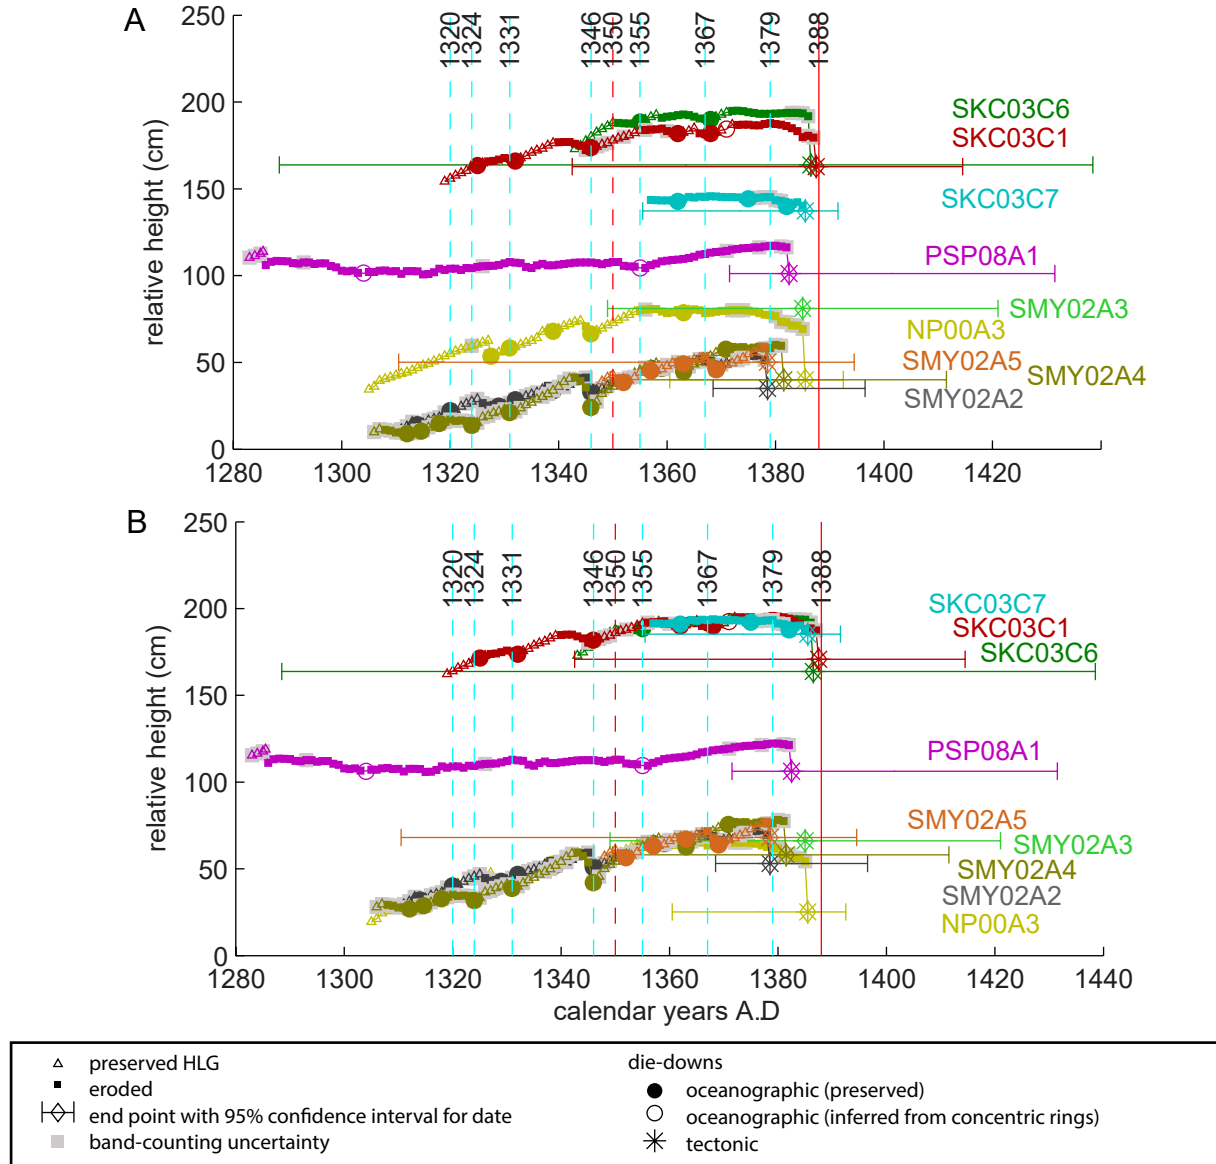 A
250
200
150
100
50
0
relative height (cm)
1320
1324
1331
1346
1350
1355
1367
1379
1388
SKC03C6
SKC03C1
SKC03C7
PSP08A1
SMY02A3
NP00A3
SMY02A5
SMY02A4
SMY02A2
1280 1300 1320 1340 1360 1380 1400 1420
B
250
200
150
100
50
0
relative height (cm)
1320
1324
1331
1346
1350
1355
1367
1379
1388
SKC03C7
SKC03C1
SKC03C6
PSP08A1
SMY02A5
SMY02A3
SMY02A4
SMY02A2
NP00A3
1280 1300 1320 1340 1360 1380 1400 1420 1440
calendar years A.D
preserved HLG
eroded
end point with 95% confidence interval for date
band-counting uncertainty
die-downs
oceanographic (preserved)
oceanographic (inferred from concentric rings)
tectonic